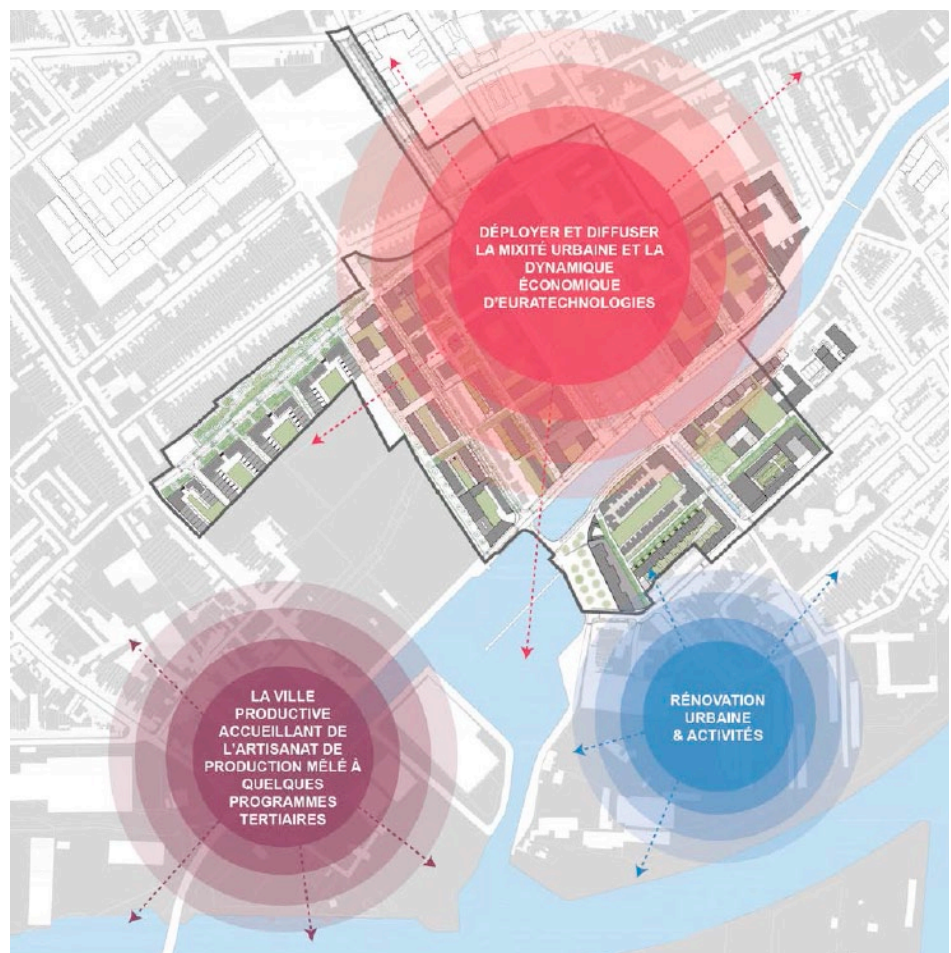 DÉPLOYER ET DIFFUSER
LA MIXITÉ URBAINE ET LA
DYNAMIQUE
ÉCONOMIQUE
D'EURATECHNOLOGIES
LA VILLE
PRODUCTIVE
ACCUEILLANT DE
L'ARTISANAT DE
PRODUCTION MÊLÉ À
QUELQUES
PROGRAMMES
TERTIAIRES
RÉNOVATION
URBAINE
& ACTIVITÉS